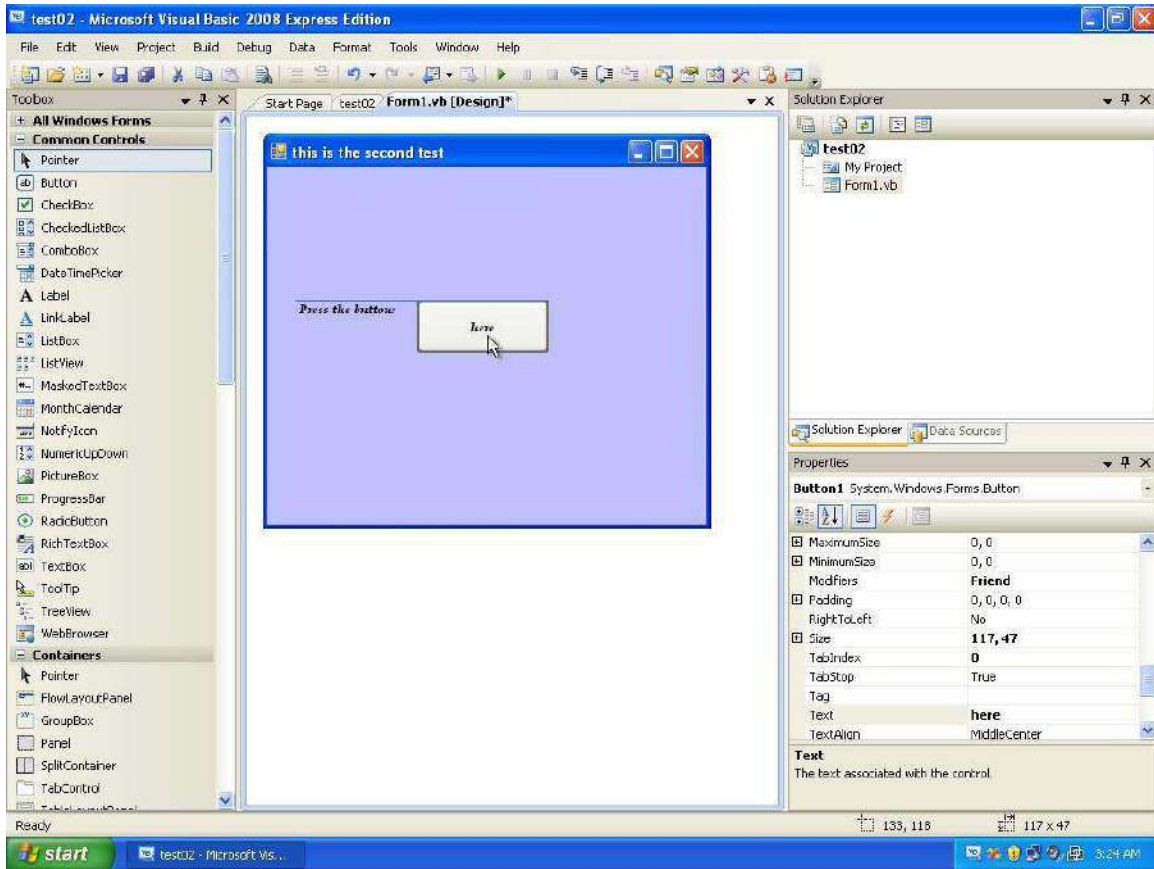 test02 - Microsoft Visual Basic 2008 Express Edition
File Edit View Project Build Debug Data Format Tools Window Help
Toolbox
All Windows Forms
Common Controls
Pointer
Button
CheckBox
CheckedListBox
ComboBox
DateTimePicker
Label
LinkLabel
ListBox
ListView
MaskedTextBox
MonthCalendar
NotifyIcon
NumericUpDown
PictureBox
ProgressBar
RadioButton
RichTextBox
TextBox
ToolTip
TreeView
WebBrowser
Containers
Pointer
FlowLayoutPanel
GroupBox
Panel
SplitContainer
TabControl
Start Page test02 Form1.vb [Design]*
this is the second test
Press the button
here
Solution Explorer
test02
My Project
Form1.vb
Solution Explorer Data Sources
Properties
Button1 System.Windows.Forms.Button
MaximumSize 0, 0
MinimumSize 0, 0
Modifiers Friend
Padding 0, 0, 0, 0
RightToLeft No
Size 117, 47
TabIndex 0
TabStop True
Tag
Text here
TextAlign MiddleCenter
Text
The text associated with the control.
Ready 133, 118 117 x 47
start test02 - Microsoft Vis... 3:24 AM